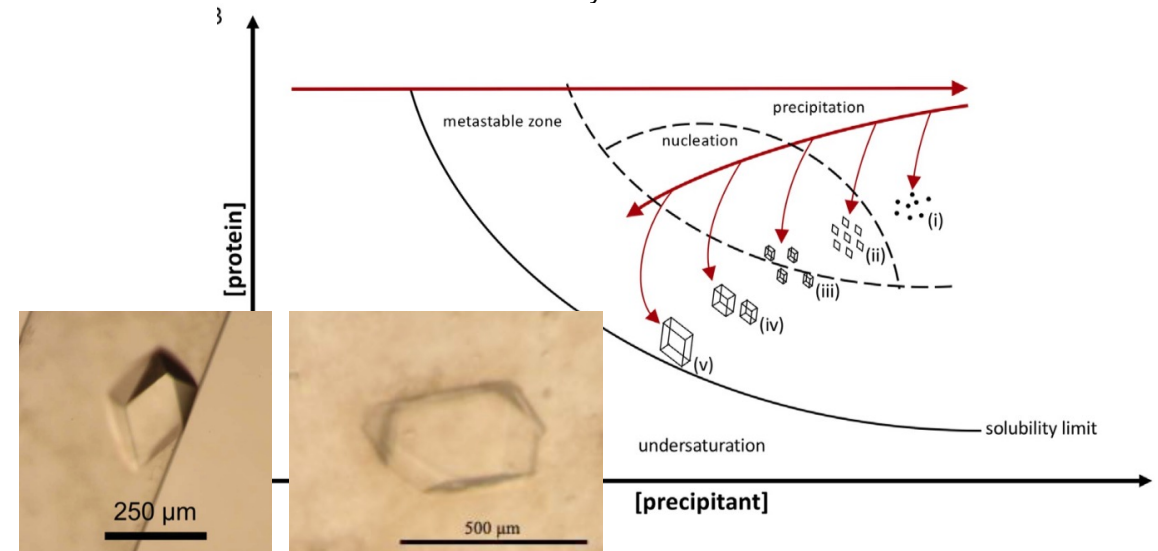 precipitation
metastable zone
nucleation
[protein]
(i)
(ii)
(iii)
(iv)
(v)
solubility limit
undersaturation
[precipitant]
250 µm
500 µm